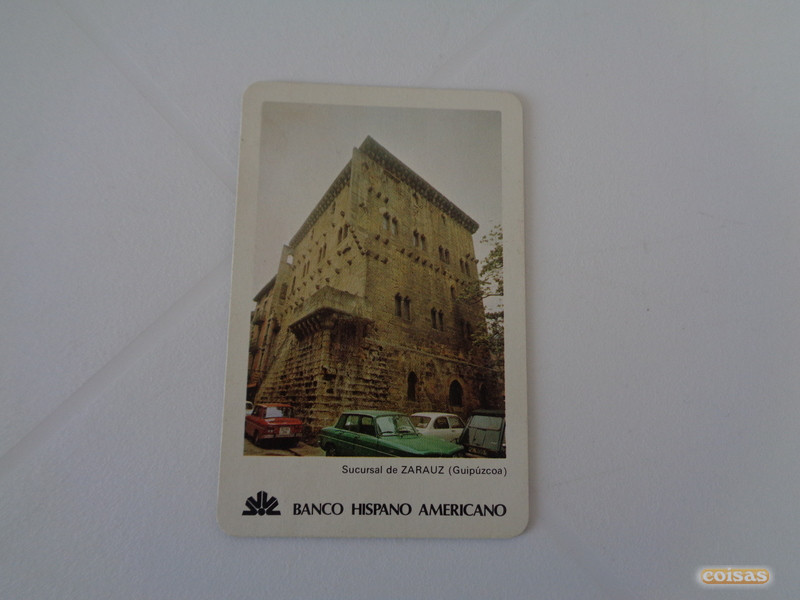 Sucursal de ZARAUZ (Guipúzcoa)
BANCO HISPANO AMERICANO
coisas